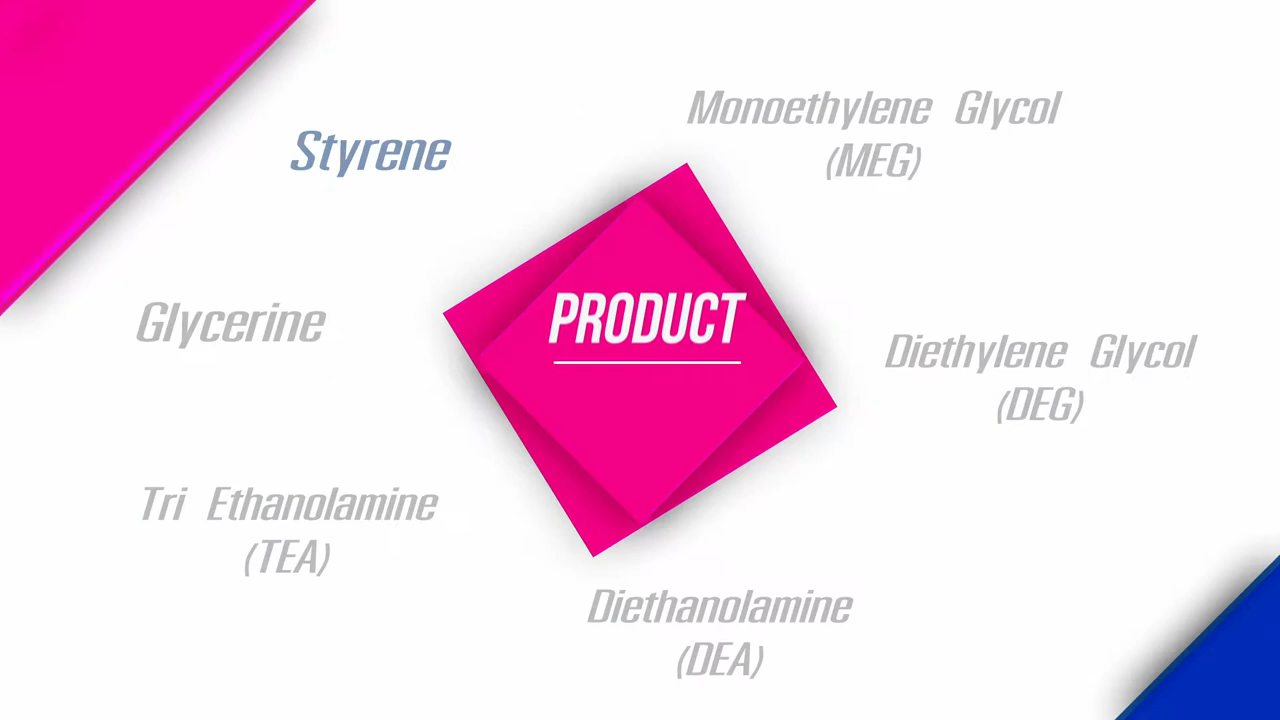 Styrene
Monoethylene Glycol
(MEG)
Glycerine
PRODUCT
Diethylene Glycol
(DEG)
Tri Ethanolamine
(TEA)
Diethanolamine
(DEA)